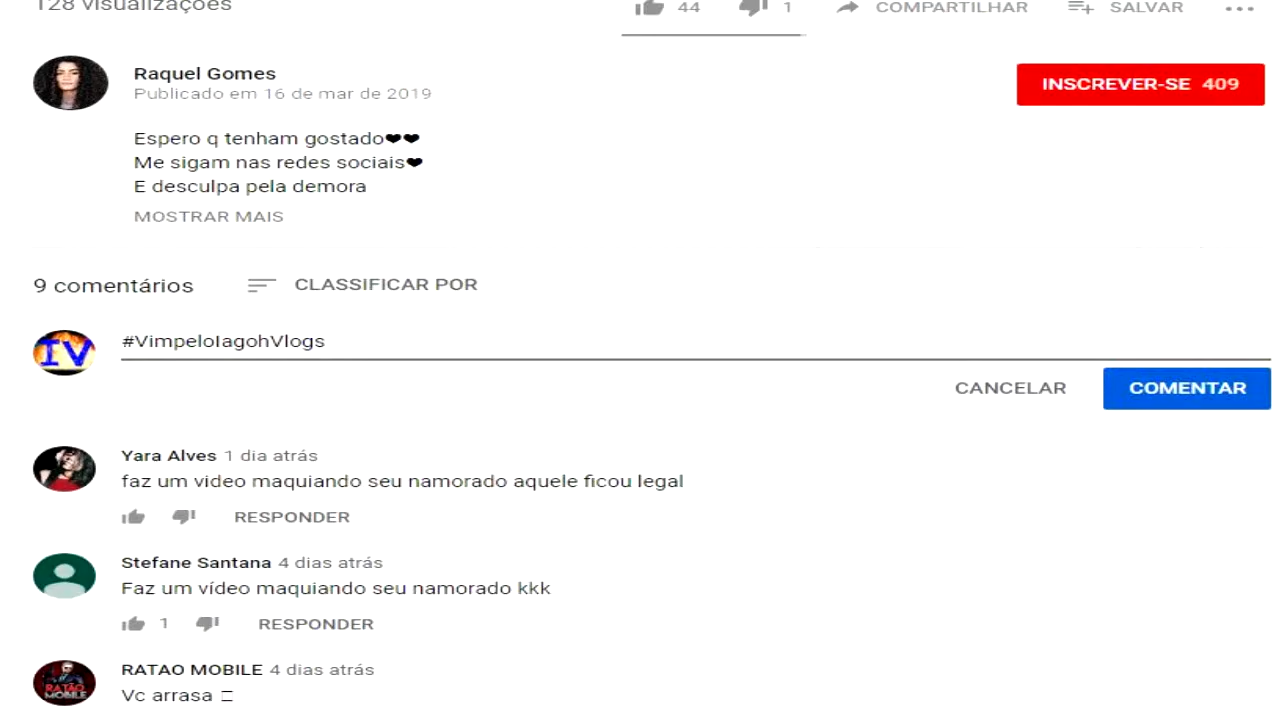 128 visualizações
44 1 COMPARTILHAR SALVAR
Raquel Gomes
Publicado em 16 de mar de 2019
INSCREVER-SE 409
Espero q tenham gostado❤❤
Me sigam nas redes sociais❤
E desculpa pela demora
MOSTRAR MAIS
9 comentários CLASSIFICAR POR
IV
#VimpeloIagohVlogs
CANCELAR COMENTAR
Yara Alves 1 dia atrás
faz um video maquiando seu namorado aquele ficou legal
RESPONDER
Stefane Santana 4 dias atrás
Faz um vídeo maquiando seu namorado kkk
1 RESPONDER
RATAO MOBILE 4 dias atrás
RATÃO
MOBILE
Vc arrasa